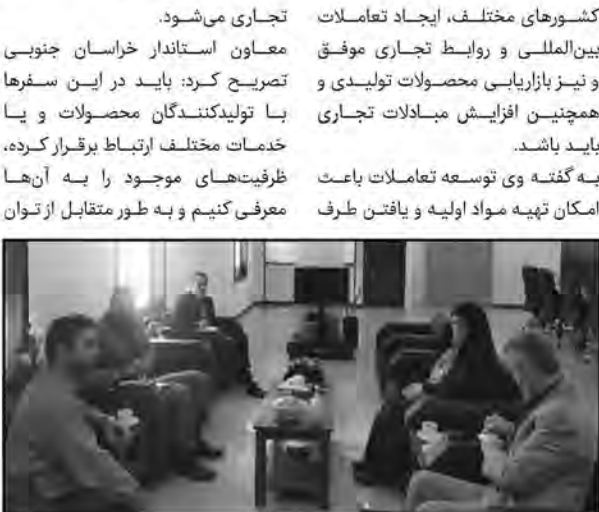 کشورهای مختلف، ایجاد تعاملات
بین‌المللی و روابط تجاری موفق
و نیز بازاریابی محصولات تولیدی و
همچنین افزایش مبادلات تجاری
باید باشد.
به گفته وی توسعه تعاملات باعث
امکان تهیه مواد اولیه و یافتن طرف
تجاری می‌شود.
معاون استاندار خراسان جنوبی
تصریح کرد: باید در این سفرها
با تولیدکنندگان محصولات و یا
خدمات مختلف ارتباط برقرار کرده،
ظرفیت‌های موجود را به آن‌ها
معرفی کنیم و به طور متقابل از توان